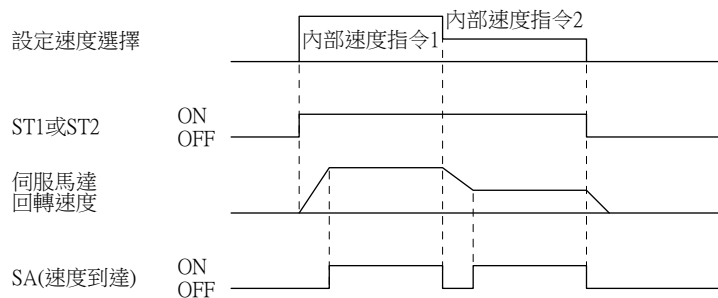 設定速度選擇
內部速度指令1
內部速度指令2
ST1或ST2
ON
OFF
伺服馬達
回轉速度
SA(速度到達)
ON
OFF